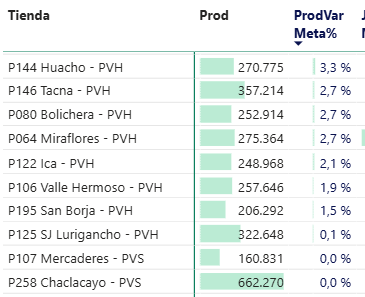 Tienda Prod ProdVar Meta%
P144 Huacho - PVH 270.775 3,3 %
P146 Tacna - PVH 357.214 2,7 %
P080 Bolichera - PVH 252.914 2,7 %
P064 Miraflores - PVH 275.364 2,7 %
P122 Ica - PVH 248.968 2,1 %
P106 Valle Hermoso - PVH 257.646 1,9 %
P195 San Borja - PVH 206.292 1,5 %
P125 SJ Lurigancho - PVH 322.648 0,1 %
P107 Mercaderes - PVS 160.831 0,0 %
P258 Chaclacayo - PVS 662.270 0,0 %